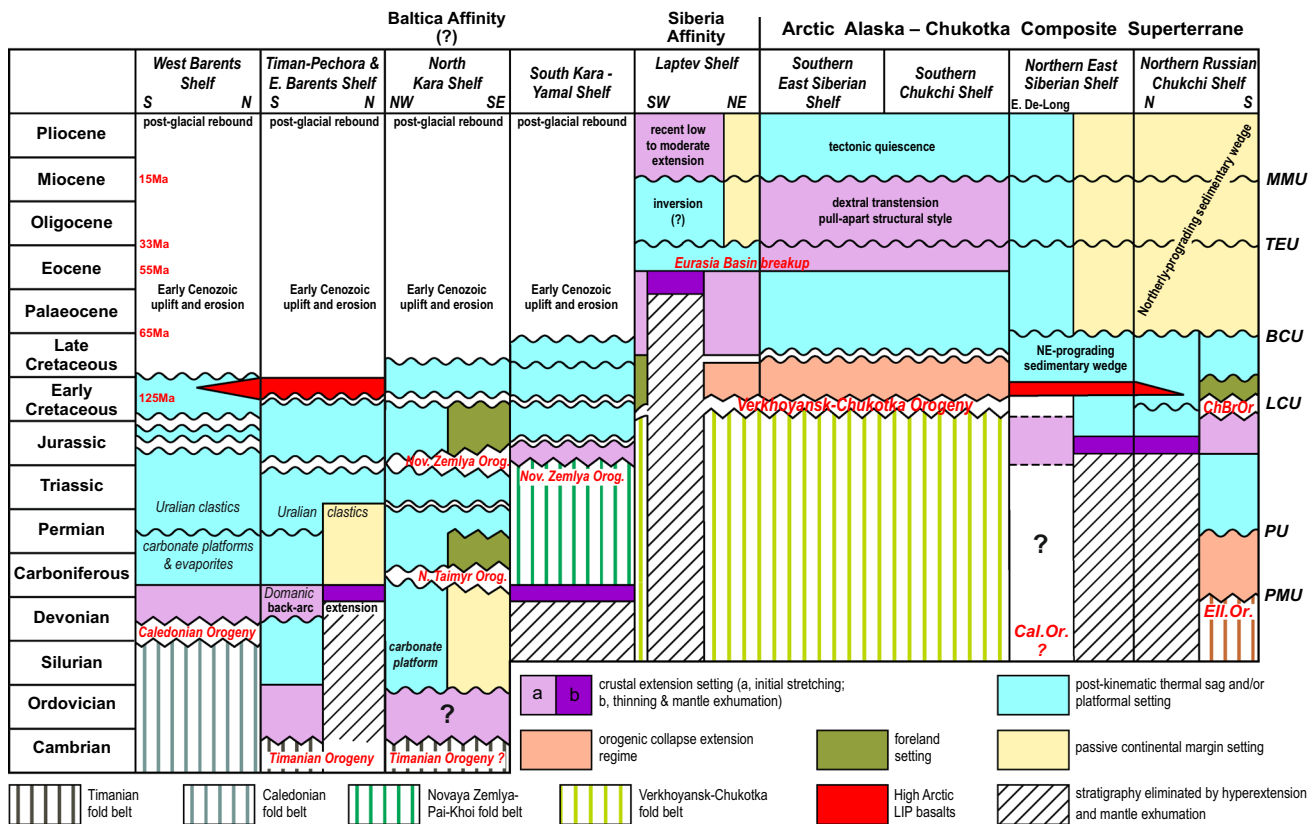 Baltica Affinity
(?)
Siberia
Affinity
Arctic Alaska – Chukotka Composite Superterrane
West Barents
Shelf
S N
Timan-Pechora &
E. Barents Shelf
S N
North
Kara Shelf
NW SE
South Kara -
Yamal Shelf
Laptev Shelf
SW NE
Southern
East Siberian
Shelf
Southern
Chukchi Shelf
Northern East
Siberian Shelf
E. De-Long
Northern Russian
Chukchi Shelf
N S
Pliocene
Miocene
Oligocene
Eocene
Palaeocene
Late
Cretaceous
Early
Cretaceous
Jurassic
Triassic
Permian
Carboniferous
Devonian
Silurian
Ordovician
Cambrian
post-glacial rebound
post-glacial rebound
post-glacial rebound
post-glacial rebound
15Ma
33Ma
55Ma
65Ma
125Ma
Early Cenozoic
uplift and erosion
Early Cenozoic
uplift and erosion
Early Cenozoic
uplift and erosion
Early Cenozoic
uplift and erosion
recent low
to moderate
extension
inversion
(?)
tectonic quiescence
dextral transtension
pull-apart structural style
Eurasia Basin breakup
Northerly-prograding sedimentary wedge
NE-prograding
sedimentary wedge
Verkhoyansk-Chukotka Orogeny
ChBrOr
Nov. Zemlya Orog.
Nov. Zemlya Orog.
Uralian clastics
Uralian clastics
carbonate platforms
& evaporites
N. Taimyr Orog.
Domanic
back-arc extension
Caledonian Orogeny
carbonate
platform
?
Timanian Orogeny
Timanian Orogeny ?
?
Cal.Or.
?
Ell.Or.
MMU
TEU
BCU
LCU
PU
PMU
a b
crustal extension setting (a, initial stretching;
b, thinning & mantle exhumation)
post-kinematic thermal sag and/or
platformal setting
orogenic collapse extension
regime
foreland
setting
passive continental margin setting
Timanian
fold belt
Caledonian
fold belt
Novaya Zemlya-
Pai-Khoi fold belt
Verkhoyansk-Chukotka
fold belt
High Arctic
LIP basalts
stratigraphy eliminated by hyperextension
and mantle exhumation